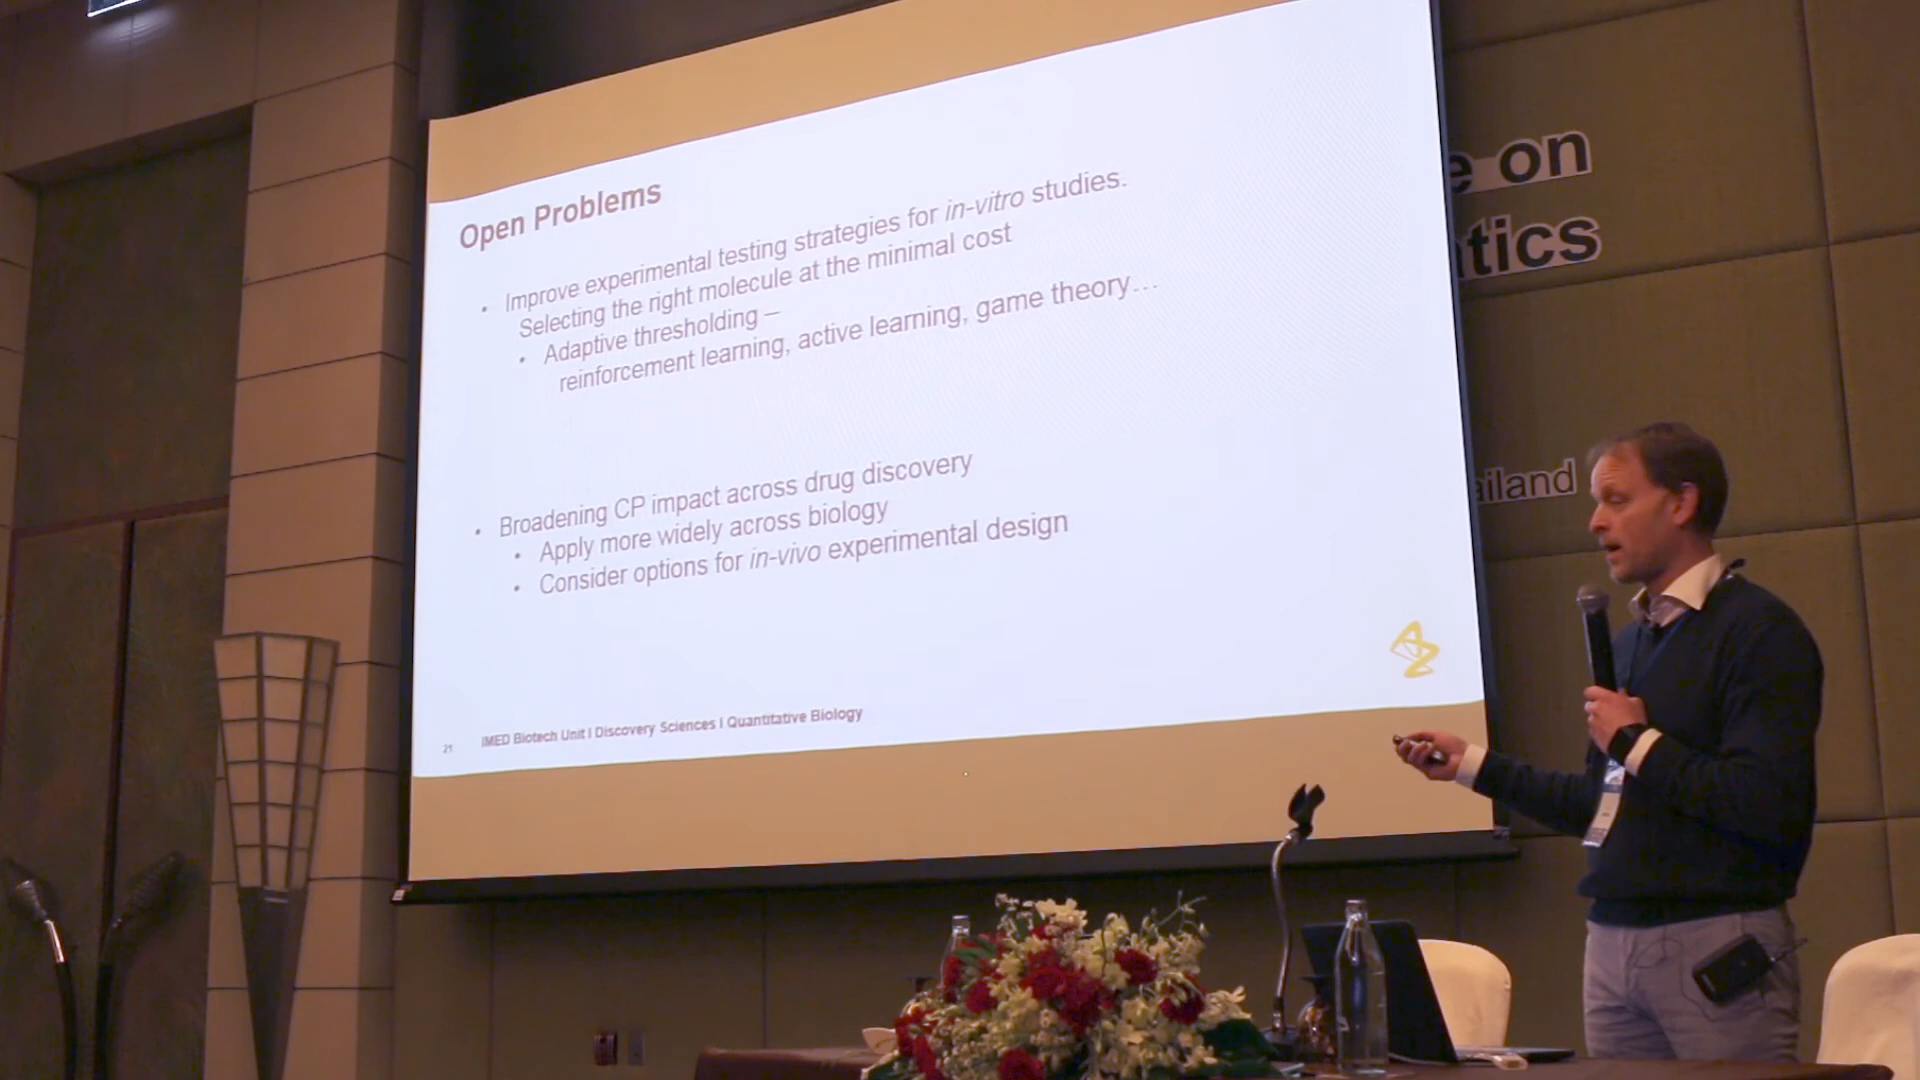 Open Problems
• Improve experimental testing strategies for in-vitro studies.
Selecting the right molecule at the minimal cost
• Adaptive thresholding –
reinforcement learning, active learning, game theory…
• Broadening CP impact across drug discovery
• Apply more widely across biology
• Consider options for in-vivo experimental design
21 IMED Biotech Unit I Discovery Sciences I Quantitative Biology
e on
tics
ailand